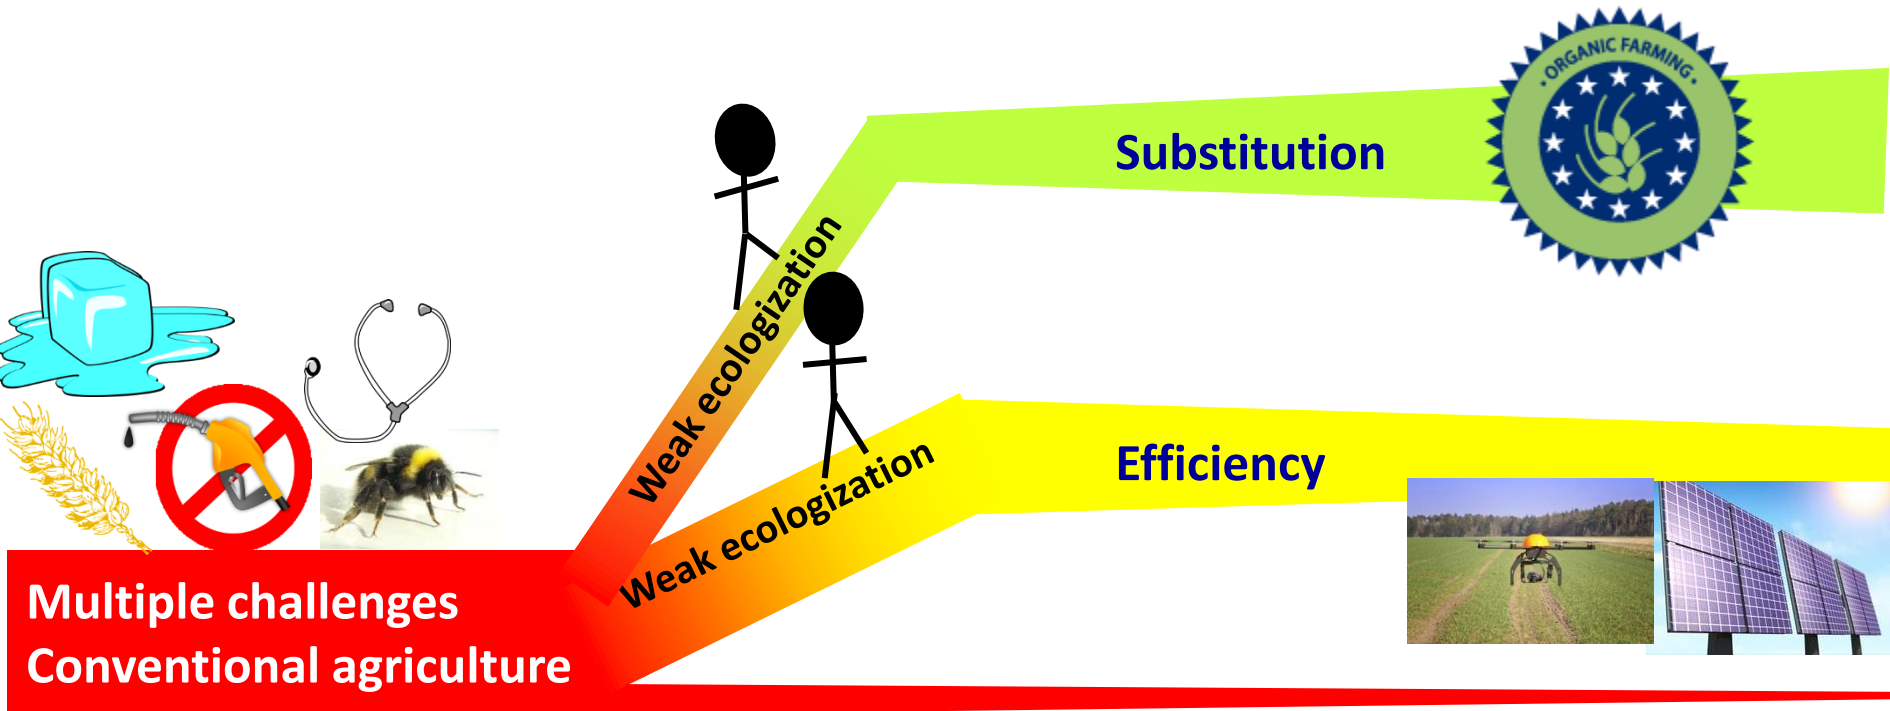 · ORGANIC FARMING ·
Substitution
Weak ecologization
Efficiency
Weak ecologization
Multiple challenges
Conventional agriculture